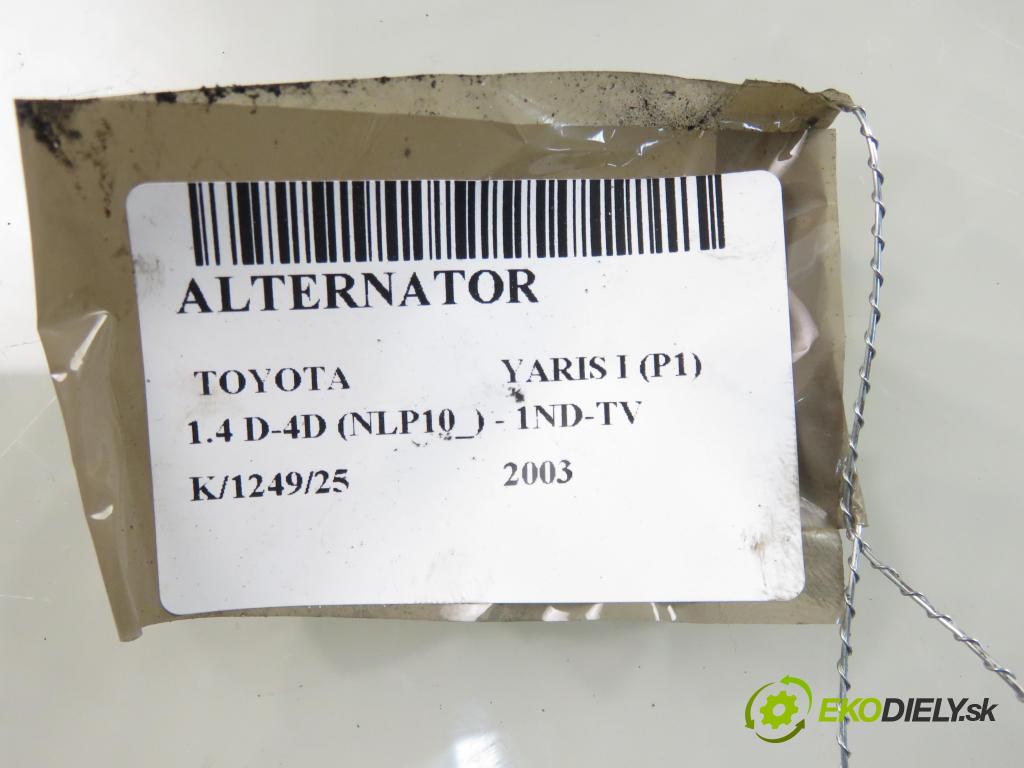 ALTERNATOR
TOYOTA YARIS I (P1)
1.4 D-4D (NLP10_) - 1ND-TV
K/1249/25 2003
EKODIELY.sk